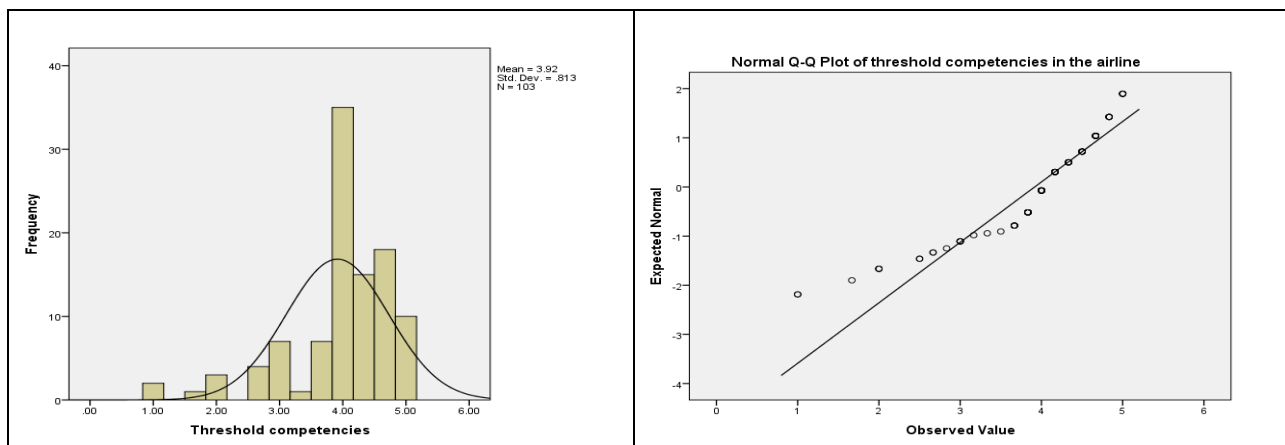 Mean = 3.92
Std. Dev. = .813
N = 103
40
30
20
10
0
Frequency
.00 1.00 2.00 3.00 4.00 5.00 6.00
Threshold competencies
Normal Q-Q Plot of threshold competencies in the airline
2
1
0
-1
-2
-3
-4
Expected Normal
0 1 2 3 4 5 6
Observed Value